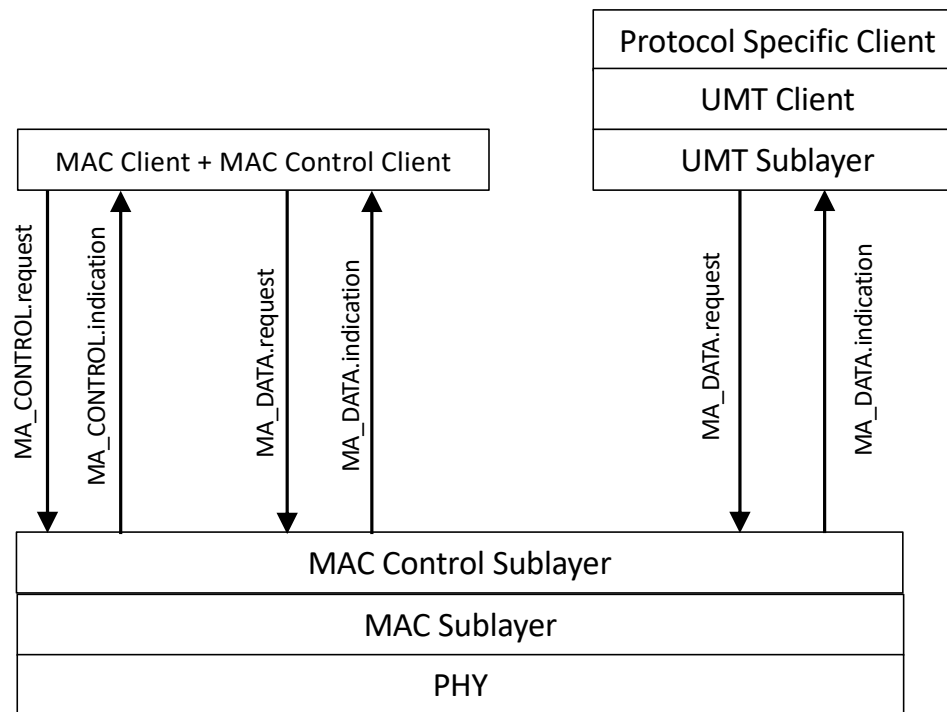 Protocol Specific Client
UMT Client
UMT Sublayer
MAC Client + MAC Control Client
MA_CONTROL.request
MA_CONTROL.indication
MA_DATA.request
MA_DATA.indication
MA_DATA.request
MA_DATA.indication
MAC Control Sublayer
MAC Sublayer
PHY